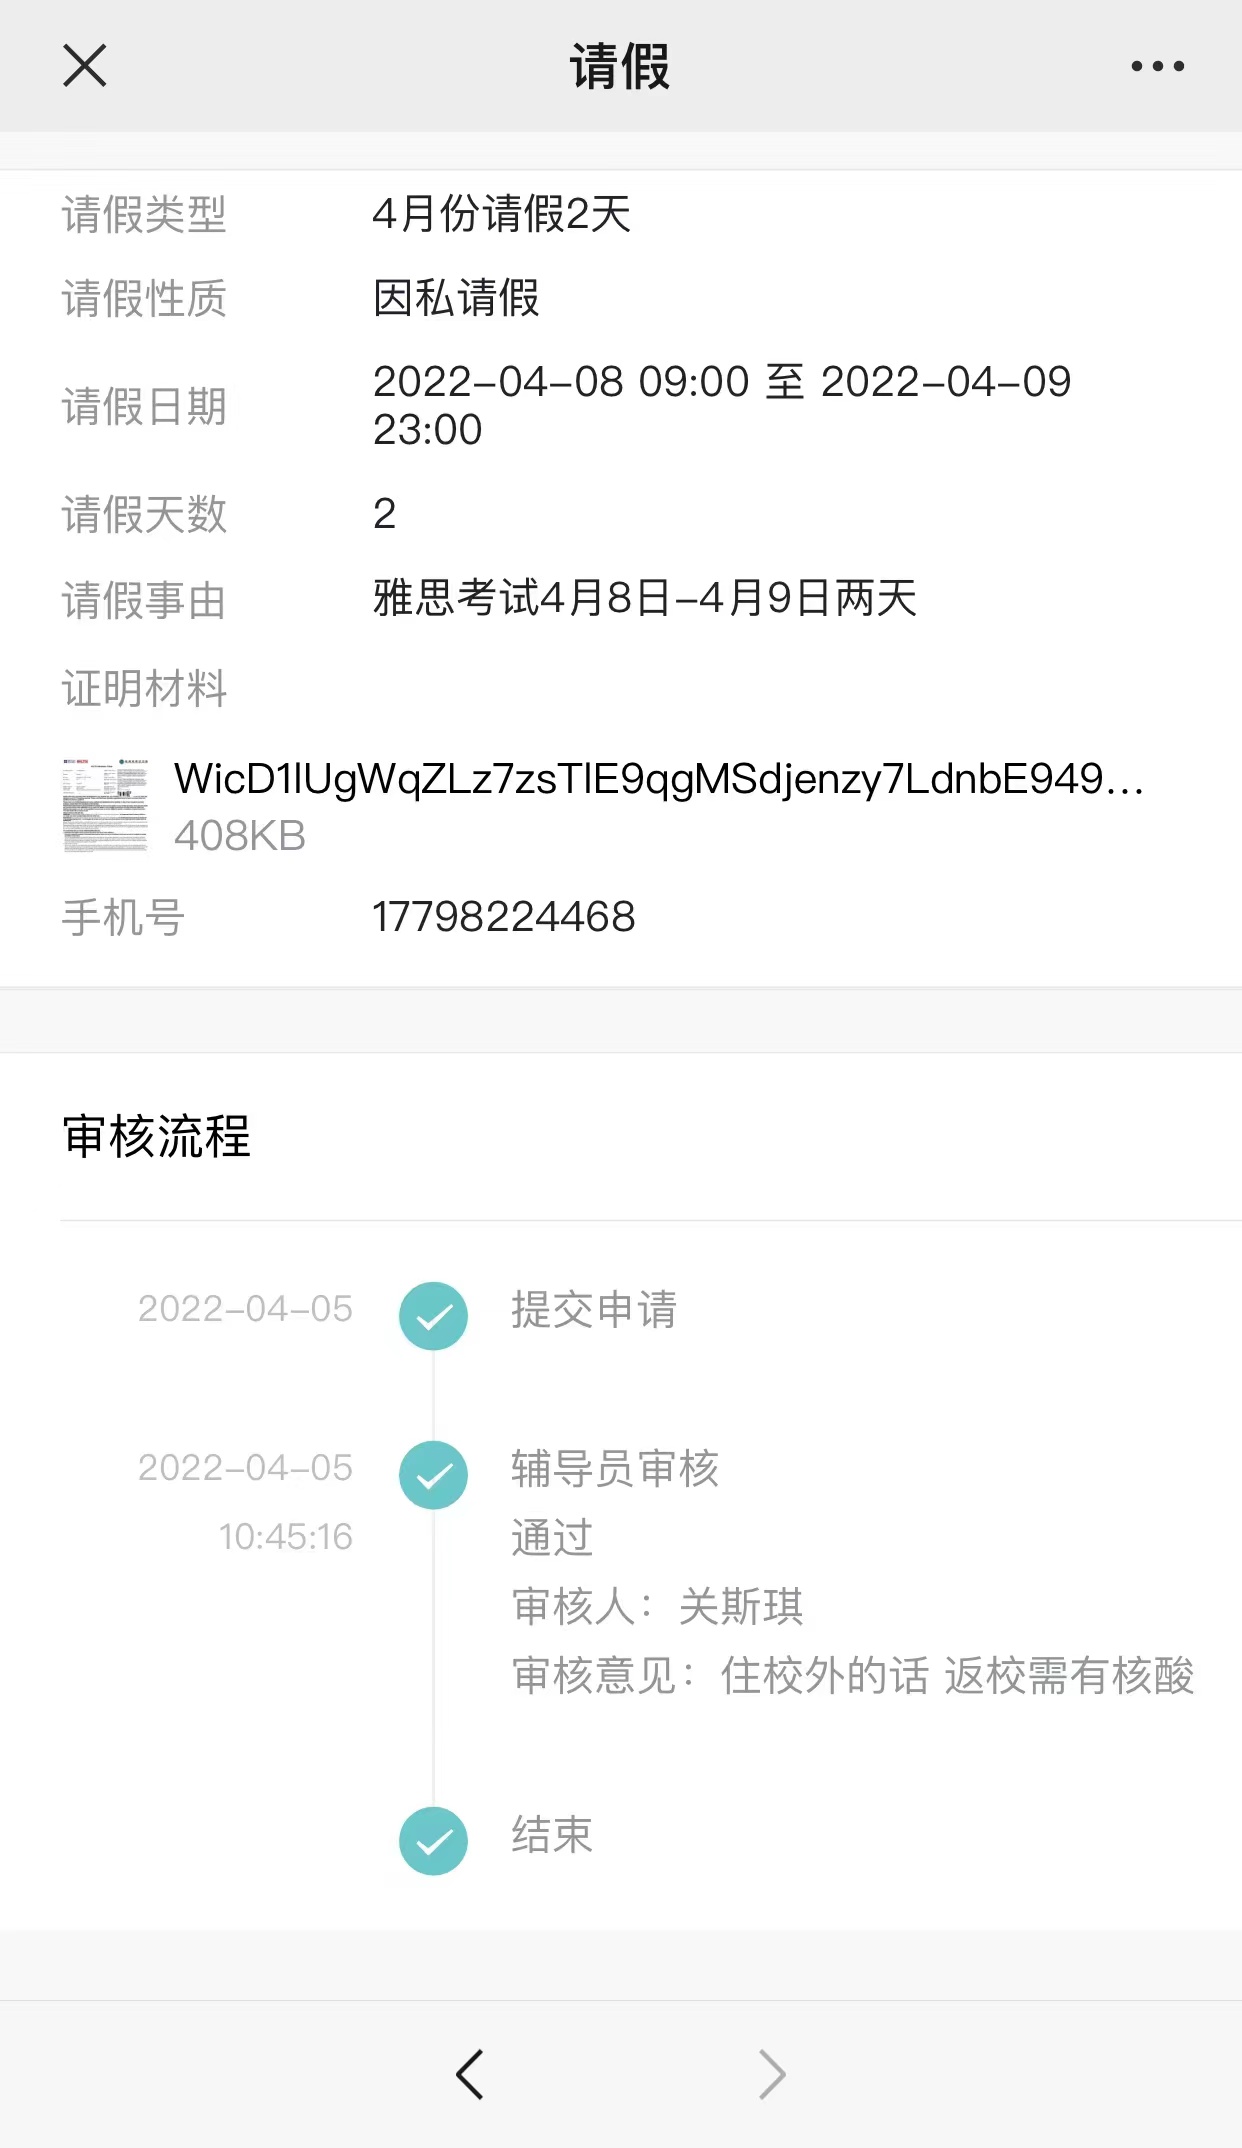 请假
请假类型 4月份请假2天
请假性质 因私请假
请假日期 2022-04-08 09:00 至 2022-04-09
23:00
请假天数 2
请假事由 雅思考试4月8日-4月9日两天
证明材料
WicD1lUgWqZLz7zsTlE9qgMSdjenzy7LdnbE949...
408KB
手机号 17798224468
审核流程
2022-04-05 提交申请
2022-04-05 辅导员审核
10:45:16 通过
审核人：关斯琪
审核意见：住校外的话 返校需有核酸
结束